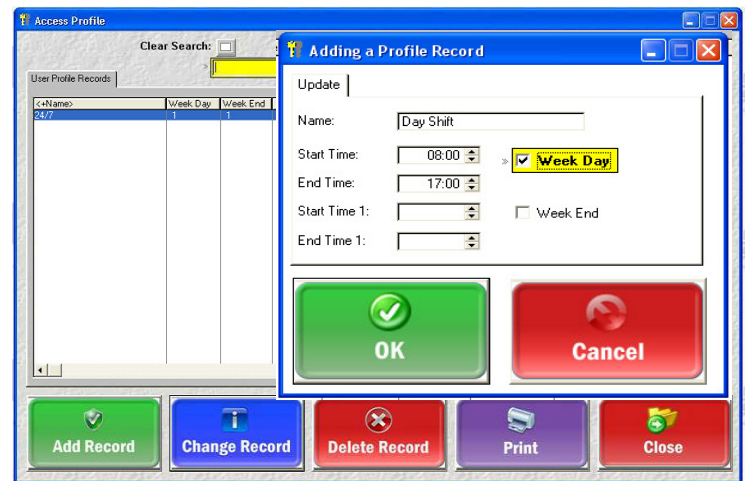 Access Profile
Clear Search:
»
User Profile Records
<+Name> Week Day Week End
24/7 1 1
Adding a Profile Record
Update
Name: Day Shift
Start Time: 08:00 » Week Day
End Time: 17:00
Start Time 1: Week End
End Time 1:
OK Cancel
Add Record Change Record Delete Record Print Close